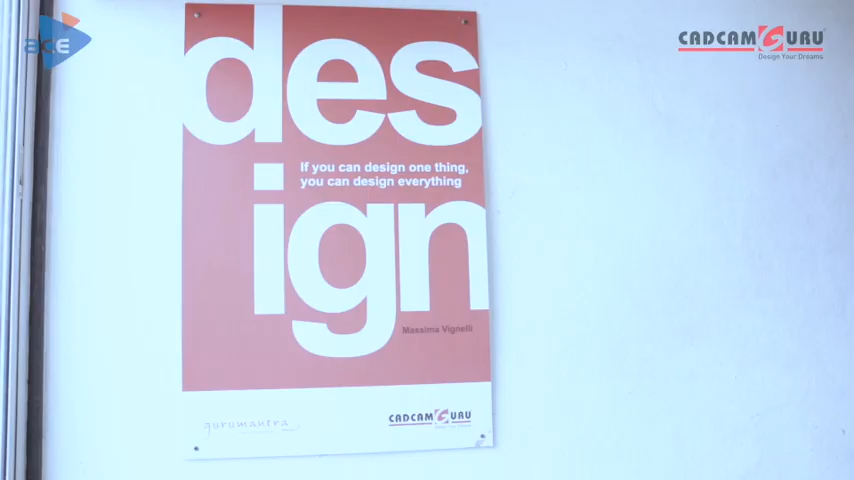 ace
CADCAMGURU
Design Your Dreams
des
If you can design one thing,
you can design everything
ign
Massima Vignelli
gurumantra
CADCAMGURU